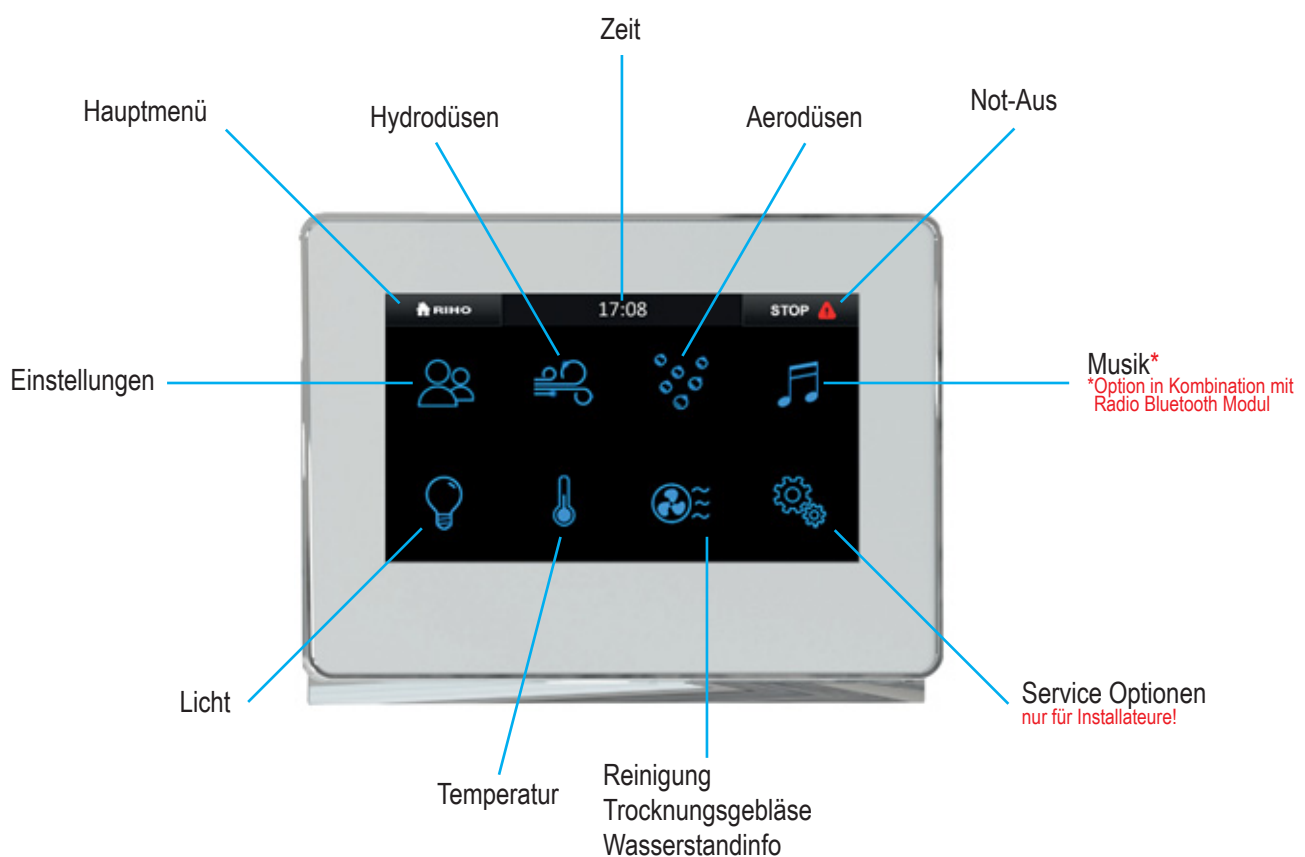 Zeit
Hauptmenü
Hydrodüsen
Aerodüsen
Not-Aus
RIHO
17:08
STOP
Einstellungen
Musik*
*Option in Kombination mit
Radio Bluetooth Modul
Licht
Temperatur
Reinigung
Trocknungsgebläse
Wasserstandinfo
Service Optionen
nur für Installateure!